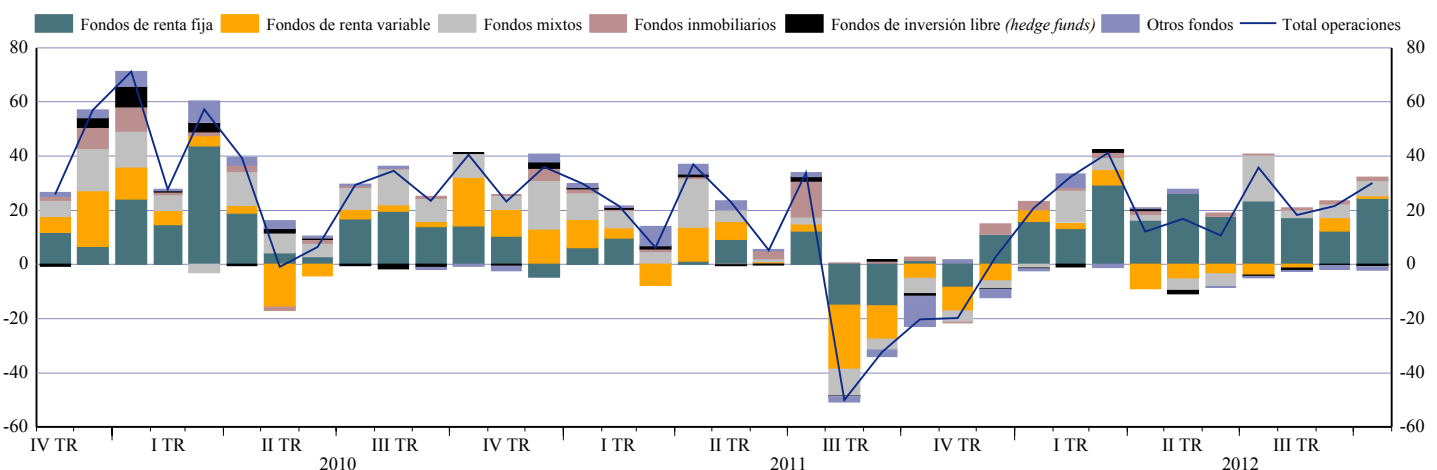 Fondos de renta fija Fondos de renta variable Fondos mixtos Fondos inmobiliarios Fondos de inversión libre (hedge funds) Otros fondos Total operaciones
80 80
60 60
40 40
20 20
0 0
-20 -20
-40 -40
-60 -60
IV TR I TR II TR III TR IV TR I TR II TR III TR IV TR I TR II TR III TR
2010 2011 2012